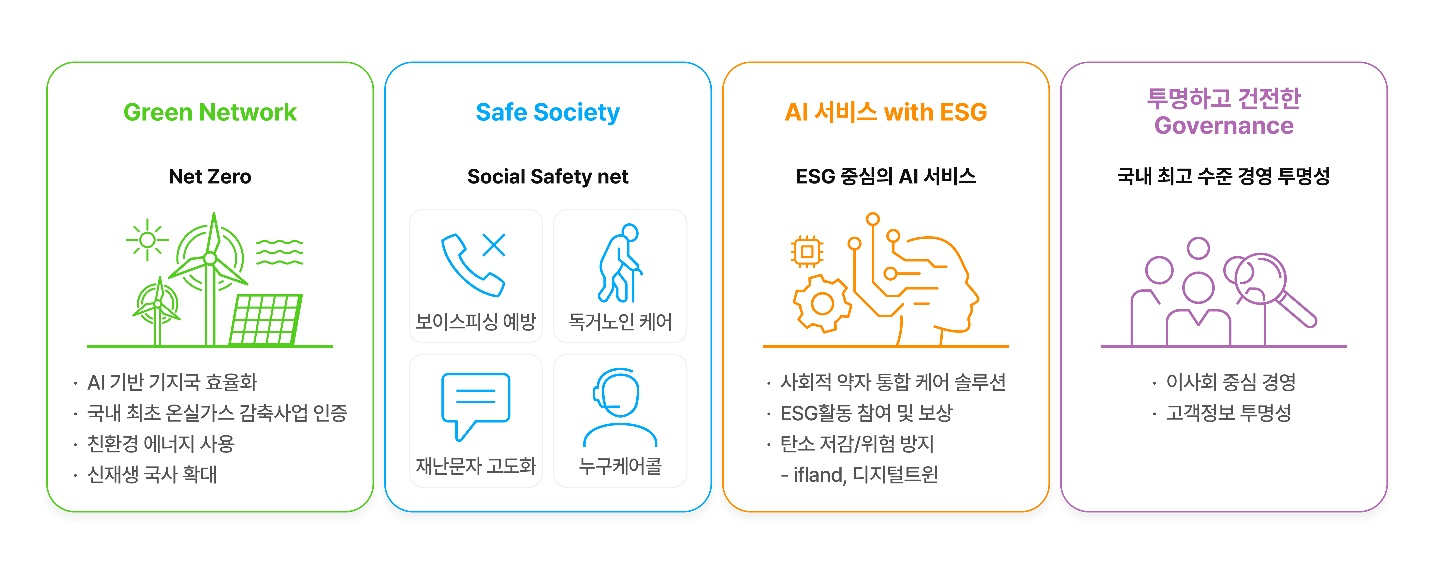 Green Network
Net Zero
· AI 기반 기지국 효율화
· 국내 최초 온실가스 감축사업 인증
· 친환경 에너지 사용
· 신재생 국사 확대
Safe Society
Social Safety net
보이스피싱 예방
독거노인 케어
재난문자 고도화
누구케어콜
AI 서비스 with ESG
ESG 중심의 AI 서비스
· 사회적 약자 통합 케어 솔루션
· ESG활동 참여 및 보상
· 탄소 저감/위험 방지
- ifland, 디지털트윈
투명하고 건전한
Governance
국내 최고 수준 경영 투명성
· 이사회 중심 경영
· 고객정보 투명성